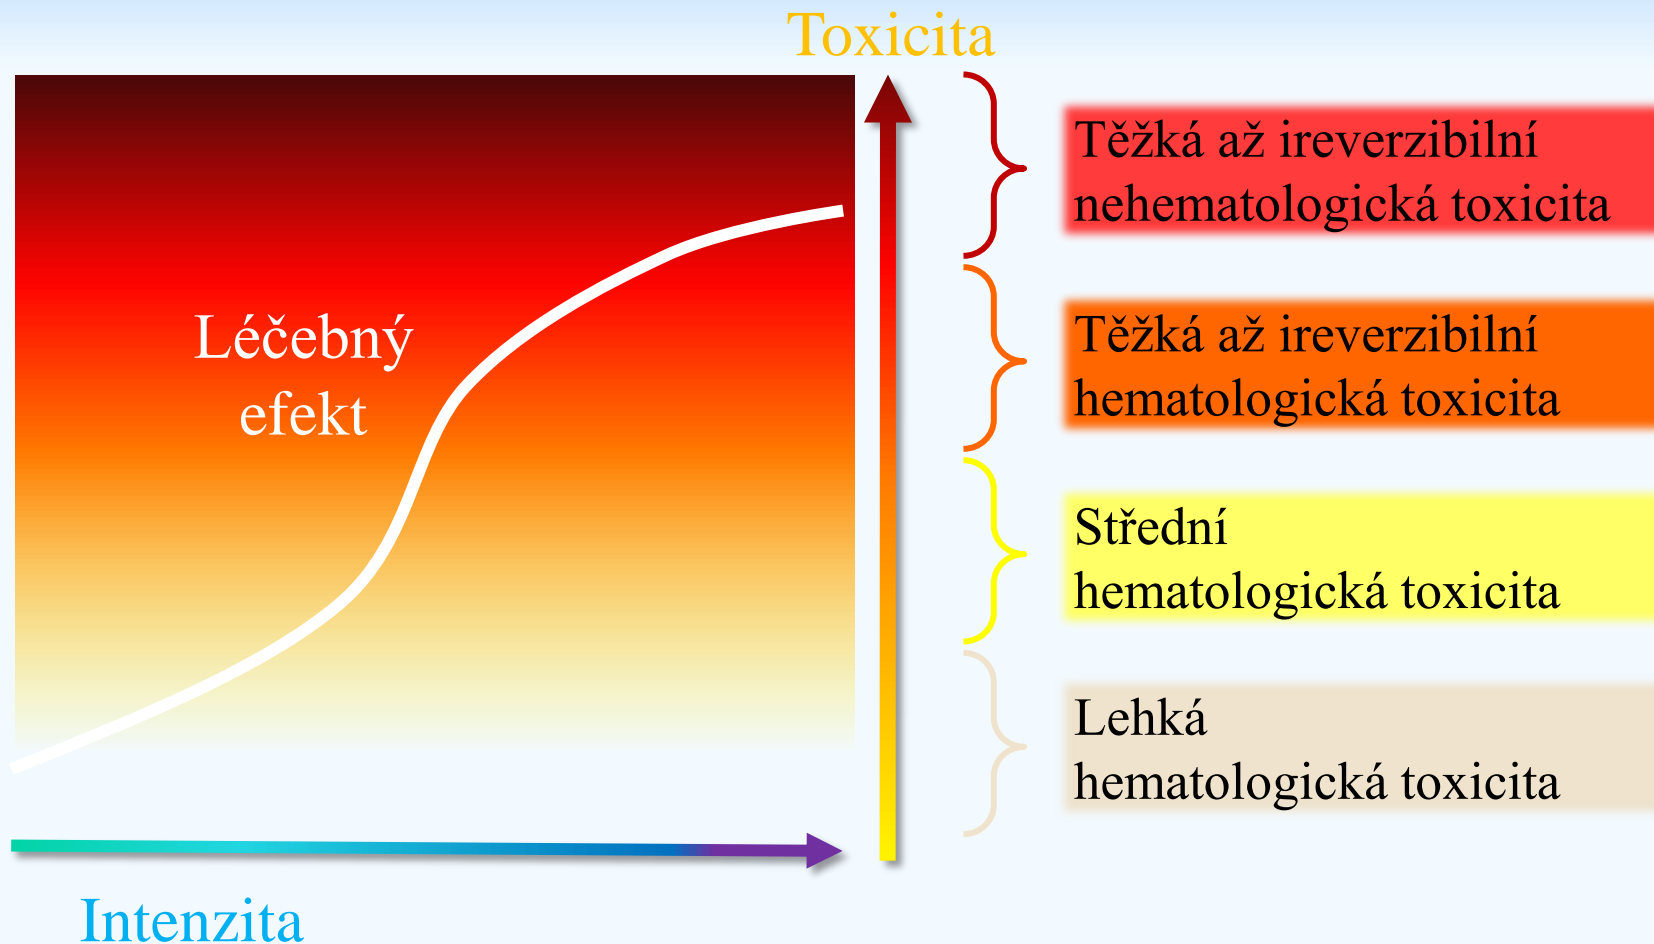 Toxicita
Těžká až ireverzibilní
nehematologická toxicita
Léčebný
efekt
Těžká až ireverzibilní
hematologická toxicita
Střední
hematologická toxicita
Lehká
hematologická toxicita
Intenzita